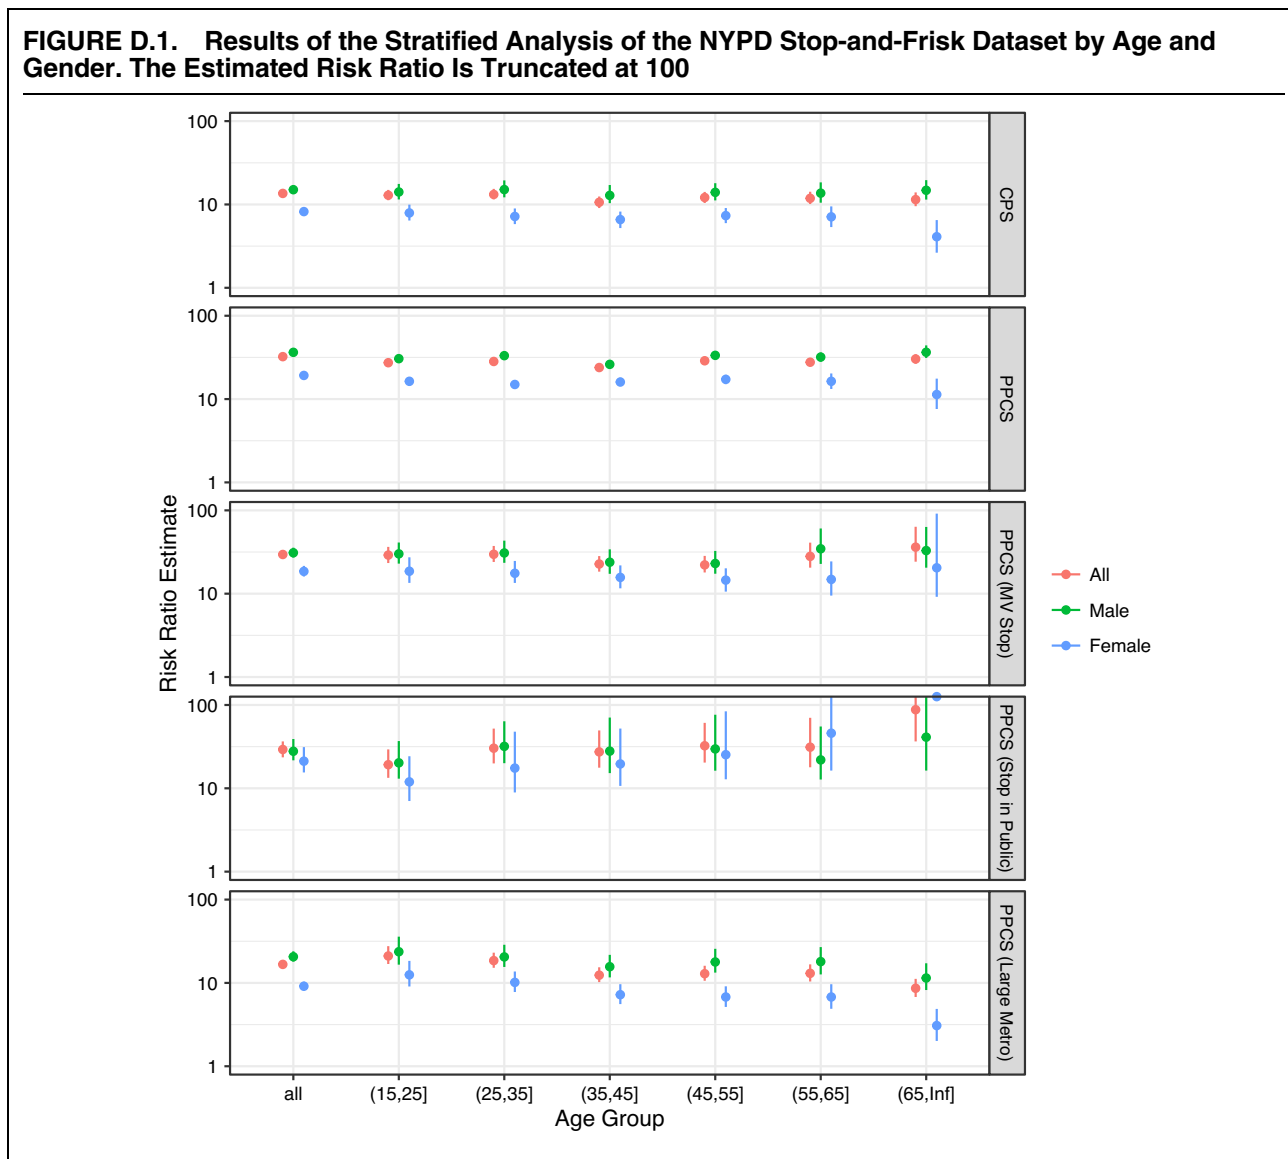 FIGURE D.1. Results of the Stratified Analysis of the NYPD Stop-and-Frisk Dataset by Age and
Gender. The Estimated Risk Ratio Is Truncated at 100
100
10
1
CPS
100
10
1
PPCS
100
10
1
PPCS (MV Stop)
100
10
1
PPCS (Stop in Public)
100
10
1
PPCS (Large Metro)
Risk Ratio Estimate
all
(15,25]
(25,35]
(35,45]
(45,55]
(55,65]
(65,Inf]
Age Group
All
Male
Female